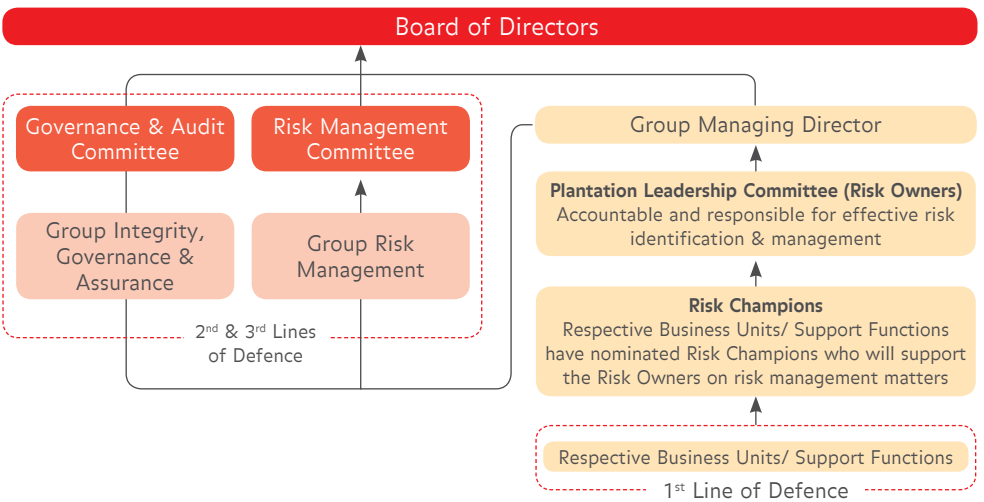 Board of Directors
Governance & Audit
Committee
Risk Management
Committee
Group Integrity,
Governance &
Assurance
Group Risk
Management
2nd & 3rd Lines
of Defence
Group Managing Director
Plantation Leadership Committee (Risk Owners)
Accountable and responsible for effective risk
identification & management
Risk Champions
Respective Business Units/ Support Functions
have nominated Risk Champions who will support
the Risk Owners on risk management matters
Respective Business Units/ Support Functions
1st Line of Defence